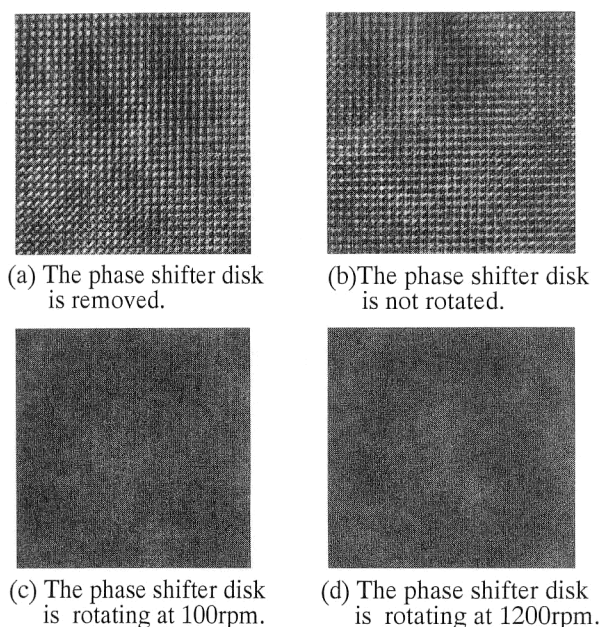 (a) The phase shifter disk
is removed.
(b)The phase shifter disk
is not rotated.
(c) The phase shifter disk
is rotating at 100rpm.
(d) The phase shifter disk
is rotating at 1200rpm.